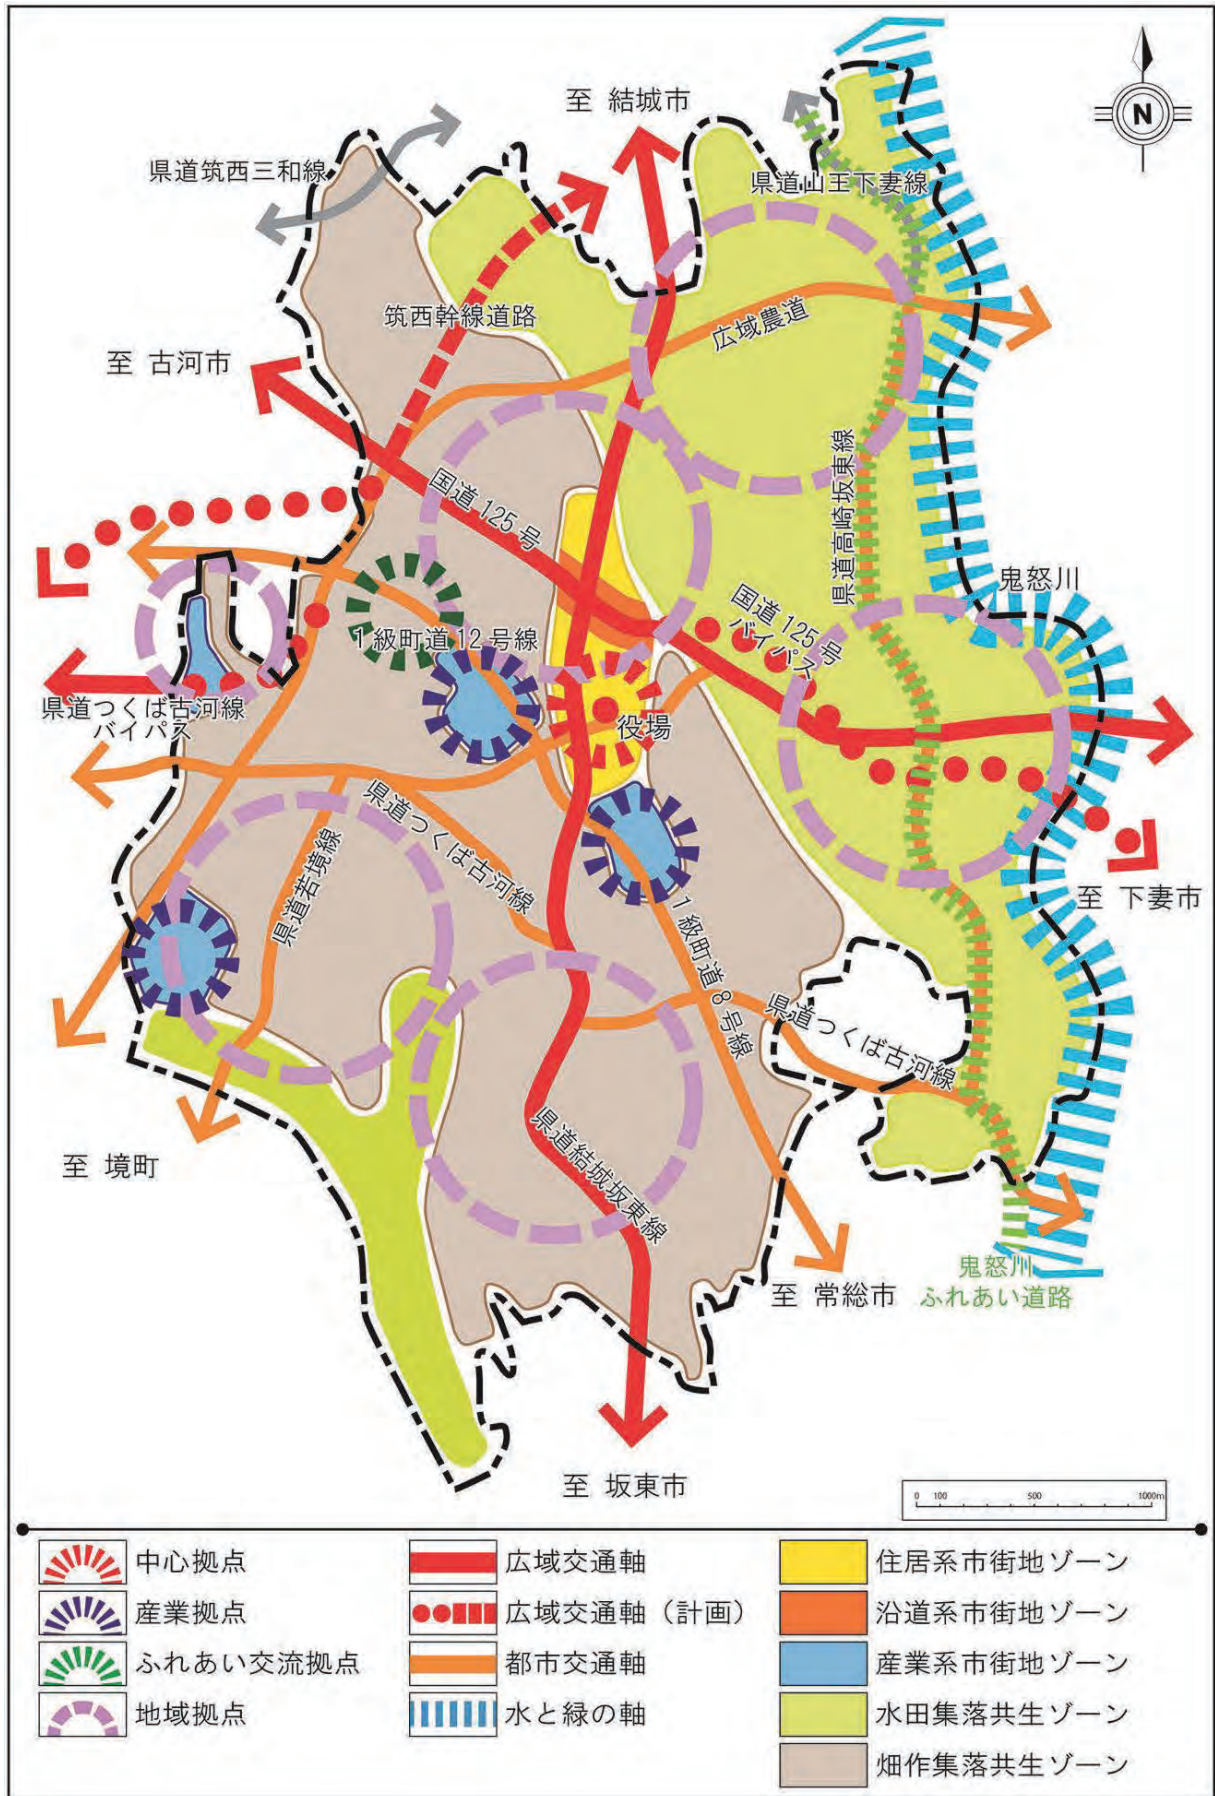 至 結城市
N
県道筑西三和線
県道山王下妻線
筑西幹線道路
広域農道
至 古河市
国道125号
県道高崎坂東線
鬼怒川
国道125号
バイパス
1級町道12号線
県道つくば古河線
バイパス
役場
県道つくば古河線
県道若境線
至 下妻市
1級町道8号線
県道つくば古河線
県道結城坂東線
至 境町
至 常総市
鬼怒川
ふれあい道路
至 坂東市
0 100 500 1000m
中心拠点
産業拠点
ふれあい交流拠点
地域拠点
広域交通軸
広域交通軸（計画）
都市交通軸
水と緑の軸
住居系市街地ゾーン
沿道系市街地ゾーン
産業系市街地ゾーン
水田集落共生ゾーン
畑作集落共生ゾーン